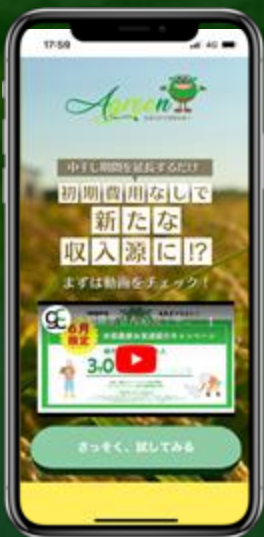 17:59
4G
Agreen
中干し期間を延長するだけ
初期費用なしで
新たな
収入源に!?
まずは動画をチェック!
6月
限定
さっそく、試してみる